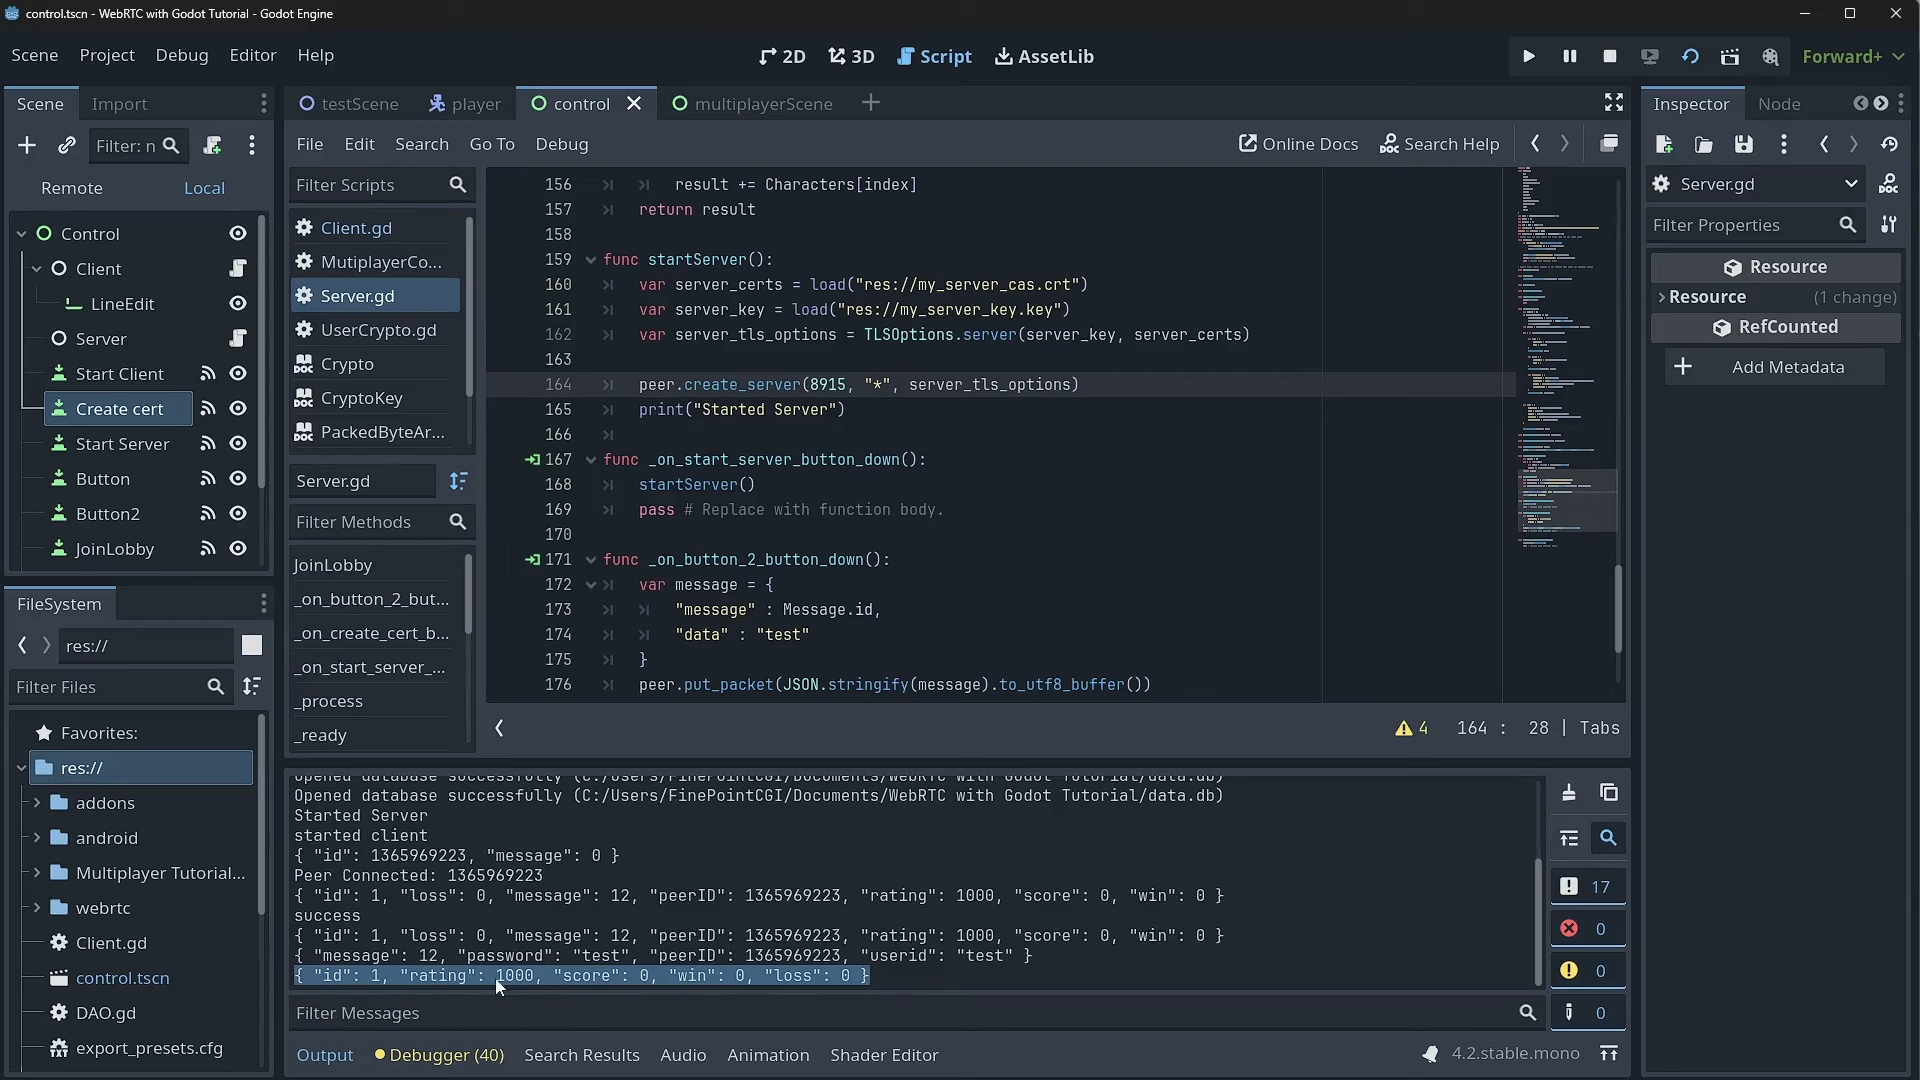 control.tscn - WebRTC with Godot Tutorial - Godot Engine
Scene Project Debug Editor Help
2D 3D Script AssetLib
Forward+
Scene Import
Filter: n
Remote Local
Control
Client
LineEdit
Server
Start Client
Create cert
Start Server
Button
Button2
JoinLobby
FileSystem
res://
Filter Files
Favorites:
res://
addons
android
Multiplayer Tutorial...
webrtc
Client.gd
control.tscn
DAO.gd
export_presets.cfg
testScene player control multiplayerScene
File Edit Search Go To Debug
Online Docs Search Help
Filter Scripts
Client.gd
MutiplayerCo...
Server.gd
UserCrypto.gd
Crypto
CryptoKey
PackedByteAr...
Server.gd
Filter Methods
JoinLobby
_on_button_2_but...
_on_create_cert_b...
_on_start_server_...
_process
_ready
156 result += Characters[index]
157 return result
158
159 func startServer():
160 var server_certs = load("res://my_server_cas.crt")
161 var server_key = load("res://my_server_key.key")
162 var server_tls_options = TLSOptions.server(server_key, server_certs)
163
164 peer.create_server(8915, "*", server_tls_options)
165 print("Started Server")
166
167 func _on_start_server_button_down():
168 startServer()
169 pass # Replace with function body.
170
171 func _on_button_2_button_down():
172 var message = {
173 "message" : Message.id,
174 "data" : "test"
175 }
176 peer.put_packet(JSON.stringify(message).to_utf8_buffer())
4 164 : 28 | Tabs
Opened database successfully (C:/Users/FinePointCGI/Documents/WebRTC with Godot Tutorial/data.db)
Opened database successfully (C:/Users/FinePointCGI/Documents/WebRTC with Godot Tutorial/data.db)
Started Server
started client
{ "id": 1365969223, "message": 0 }
Peer Connected: 1365969223
{ "id": 1, "loss": 0, "message": 12, "peerID": 1365969223, "rating": 1000, "score": 0, "win": 0 }
success
{ "id": 1, "loss": 0, "message": 12, "peerID": 1365969223, "rating": 1000, "score": 0, "win": 0 }
{ "message": 12, "password": "test", "peerID": 1365969223, "userid": "test" }
{ "id": 1, "rating": 1000, "score": 0, "win": 0, "loss": 0 }
17
0
0
0
Filter Messages
Output Debugger (40) Search Results Audio Animation Shader Editor
4.2.stable.mono
Inspector Node
Server.gd
Filter Properties
Resource
Resource (1 change)
RefCounted
Add Metadata